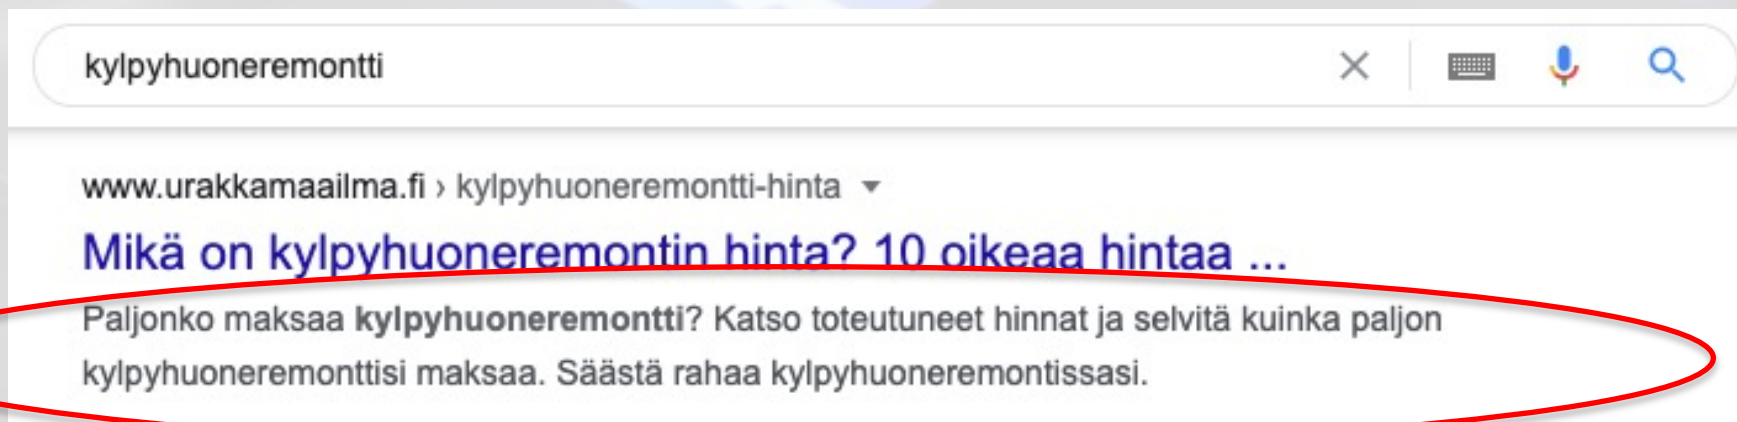 kylpyhuoneremontti
www.urakkamaailma.fi › kylpyhuoneremontti-hinta
Mikä on kylpyhuoneremontin hinta? 10 oikeaa hintaa ...
Paljonko maksaa kylpyhuoneremontti? Katso toteutuneet hinnat ja selvitä kuinka paljon
kylpyhuoneremonttisi maksaa. Säästä rahaa kylpyhuoneremontissasi.